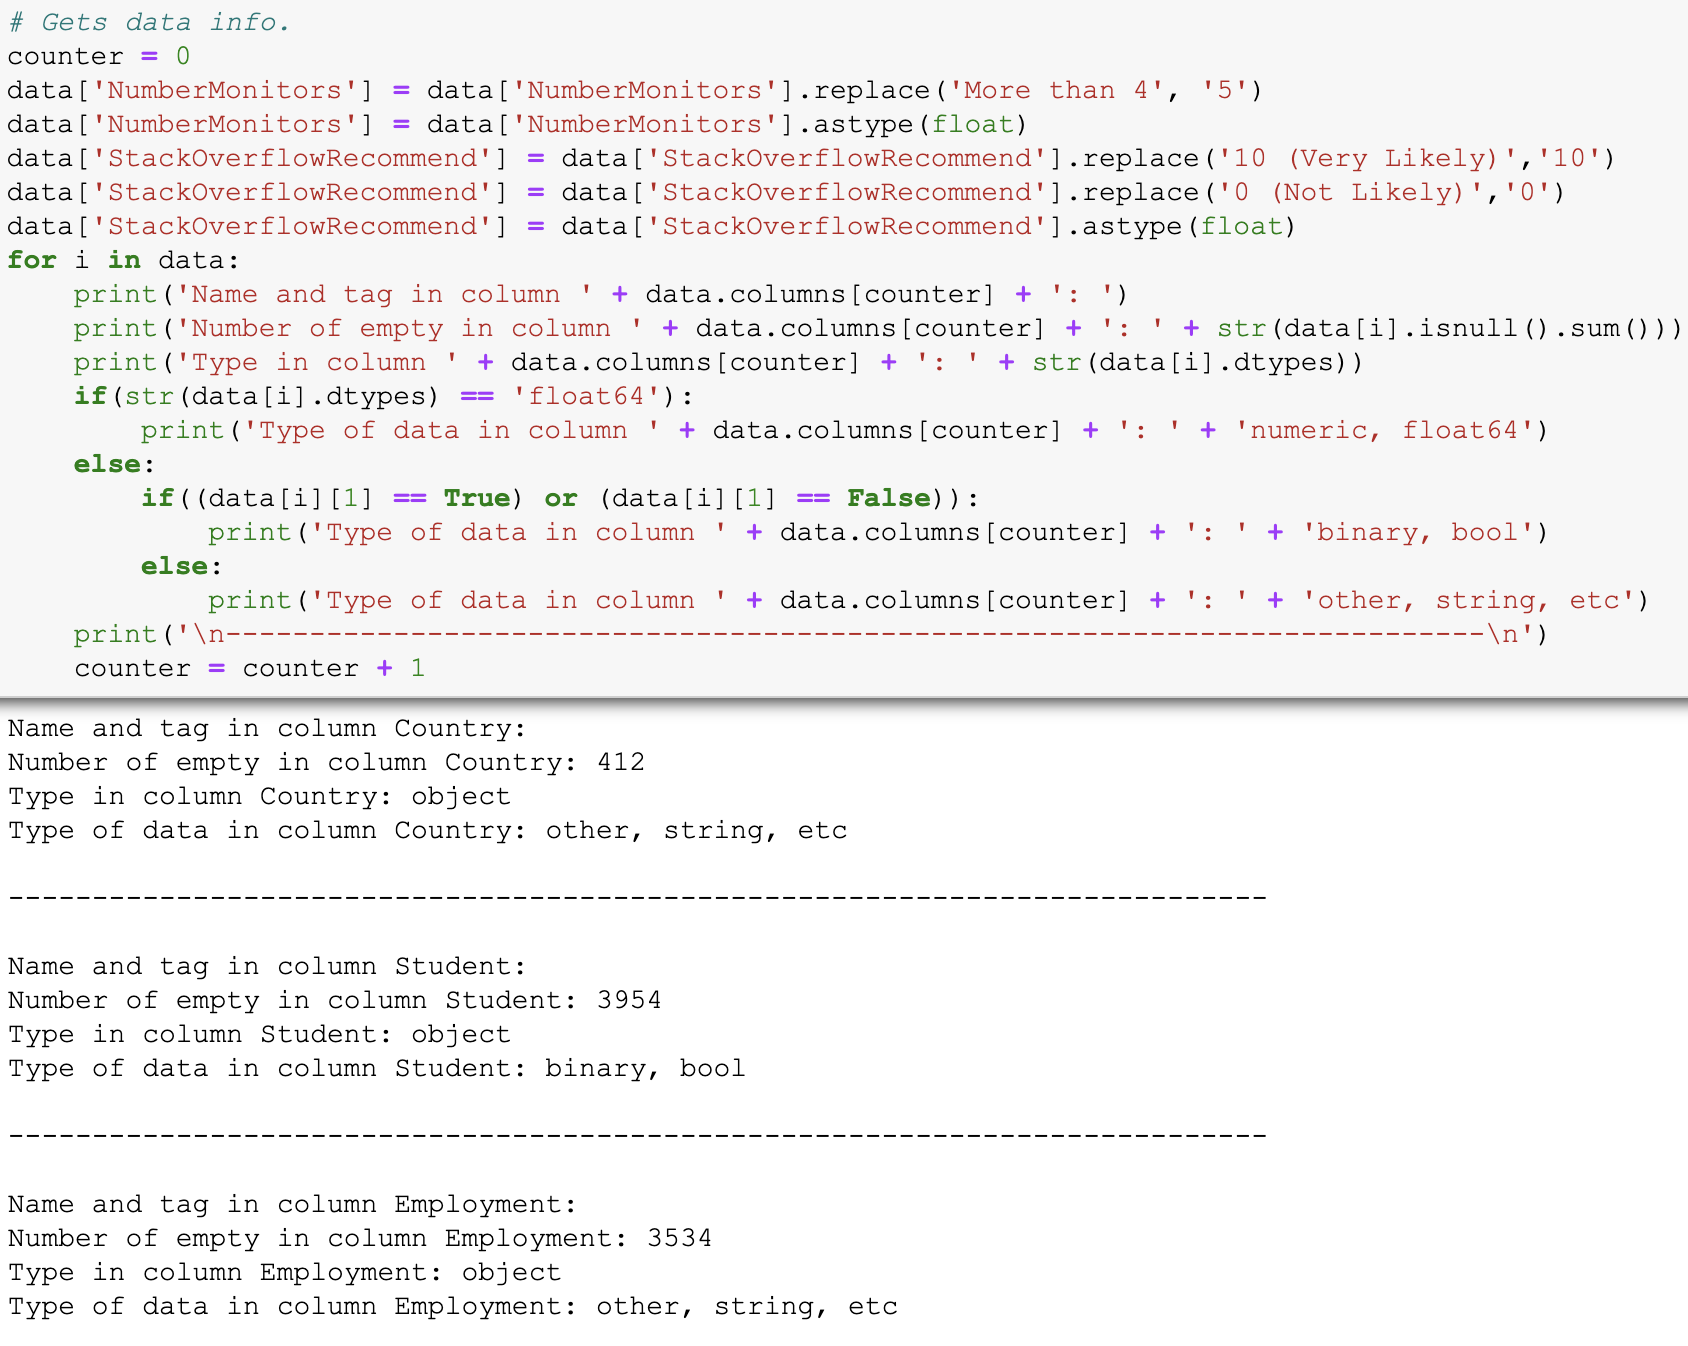 # Gets data info.
counter = 0
data['NumberMonitors'] = data['NumberMonitors'].replace('More than 4', '5')
data['NumberMonitors'] = data['NumberMonitors'].astype(float)
data['StackOverflowRecommend'] = data['StackOverflowRecommend'].replace('10 (Very Likely)','10')
data['StackOverflowRecommend'] = data['StackOverflowRecommend'].replace('0 (Not Likely)','0')
data['StackOverflowRecommend'] = data['StackOverflowRecommend'].astype(float)
for i in data:
    print('Name and tag in column ' + data.columns[counter] + ': ')
    print('Number of empty in column ' + data.columns[counter] + ': ' + str(data[i].isnull().sum()))
    print('Type in column ' + data.columns[counter] + ': ' + str(data[i].dtypes))
    if(str(data[i].dtypes) == 'float64'):
        print('Type of data in column ' + data.columns[counter] + ': ' + 'numeric, float64')
    else:
        if((data[i][1] == True) or (data[i][1] == False)):
            print('Type of data in column ' + data.columns[counter] + ': ' + 'binary, bool')
        else:
            print('Type of data in column ' + data.columns[counter] + ': ' + 'other, string, etc')
    print('\n---------------------------------------------------------------------------\n')
    counter = counter + 1
Name and tag in column Country:
Number of empty in column Country: 412
Type in column Country: object
Type of data in column Country: other, string, etc
---------------------------------------------------------------------------
Name and tag in column Student:
Number of empty in column Student: 3954
Type in column Student: object
Type of data in column Student: binary, bool
---------------------------------------------------------------------------
Name and tag in column Employment:
Number of empty in column Employment: 3534
Type in column Employment: object
Type of data in column Employment: other, string, etc